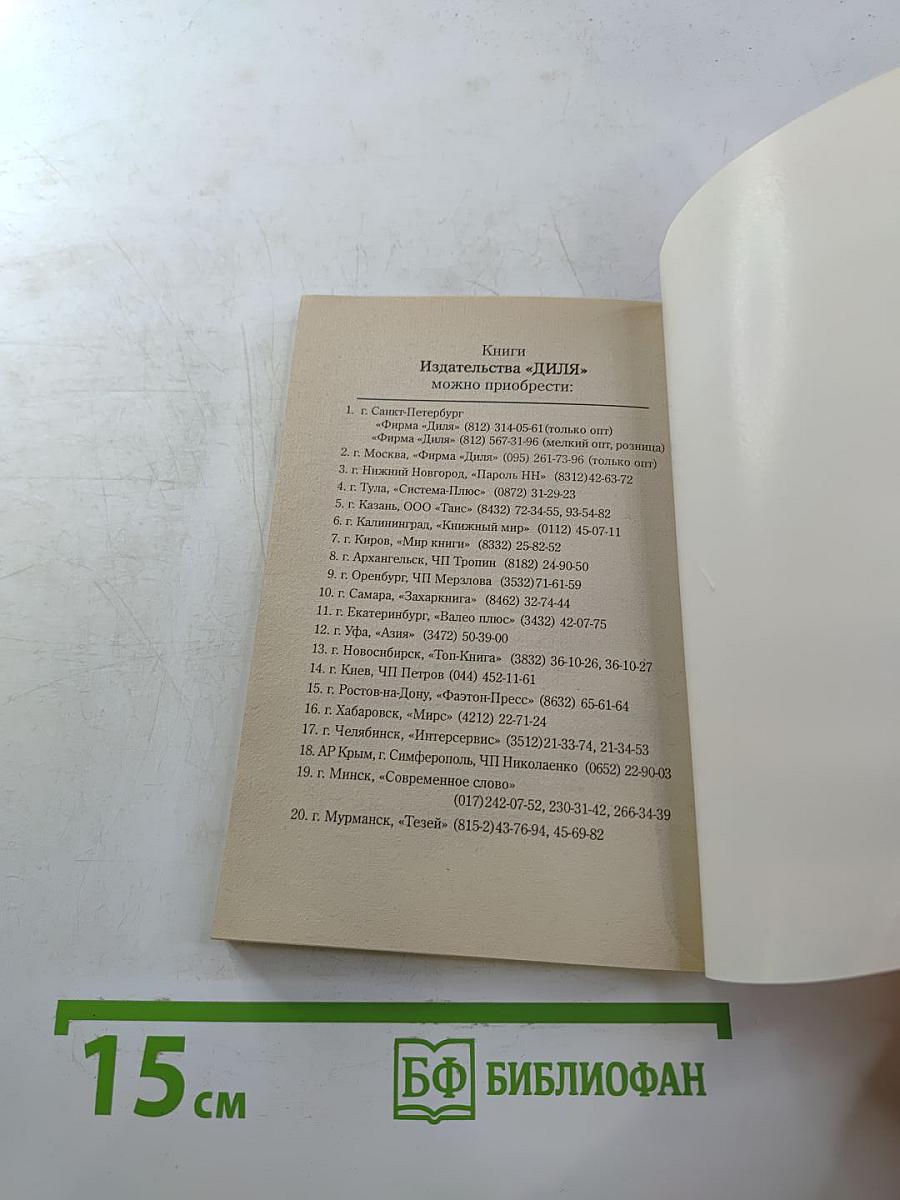 Книги
Издательства «ДИЛЯ»
можно приобрести:
1. г. Санкт-Петербург
«Фирма «Диля» (812) 314-05-61(только опт)
«Фирма «Диля» (812) 567-31-96 (мелкий опт, розница)
2. г. Москва, «Фирма «Диля» (095) 261-73-96 (только опт)
3. г. Нижний Новгород, «Пароль НН» (8312)42-63-72
4. г. Тула, «Система-Плюс» (0872) 31-29-23
5. г. Казань, ООО «Таис» (8432) 72-34-55, 93-54-82
6. г. Калининград, «Книжный мир» (0112) 45-07-11
7. г. Киров, «Мир книги» (8332) 25-82-52
8. г. Архангельск, ЧП Тропин (8182) 24-90-50
9. г. Оренбург, ЧП Мерзлова (3532)71-61-59
10. г. Самара, «Захаркнига» (8462) 32-74-44
11. г. Екатеринбург, «Валео плюс» (3432) 42-07-75
12. г. Уфа, «Азия» (3472) 50-39-00
13. г. Новосибирск, «Топ-Книга» (3832) 36-10-26, 36-10-27
14. г. Киев, ЧП Петров (044) 452-11-61
15. г. Ростов-на-Дону, «Фаэтон-Пресс» (8632) 65-61-64
16. г. Хабаровск, «Мирс» (4212) 22-71-24
17. г. Челябинск, «Интерсервис» (3512)21-33-74, 21-34-53
18. АР Крым, г. Симферополь, ЧП Николаенко (0652) 22-90-03
19. г. Минск, «Современное слово»
(017)242-07-52, 230-31-42, 266-34-39
20. г. Мурманск, «Тезей» (815-2)43-76-94, 45-69-82
15 см
БФ БИБЛИОФАН